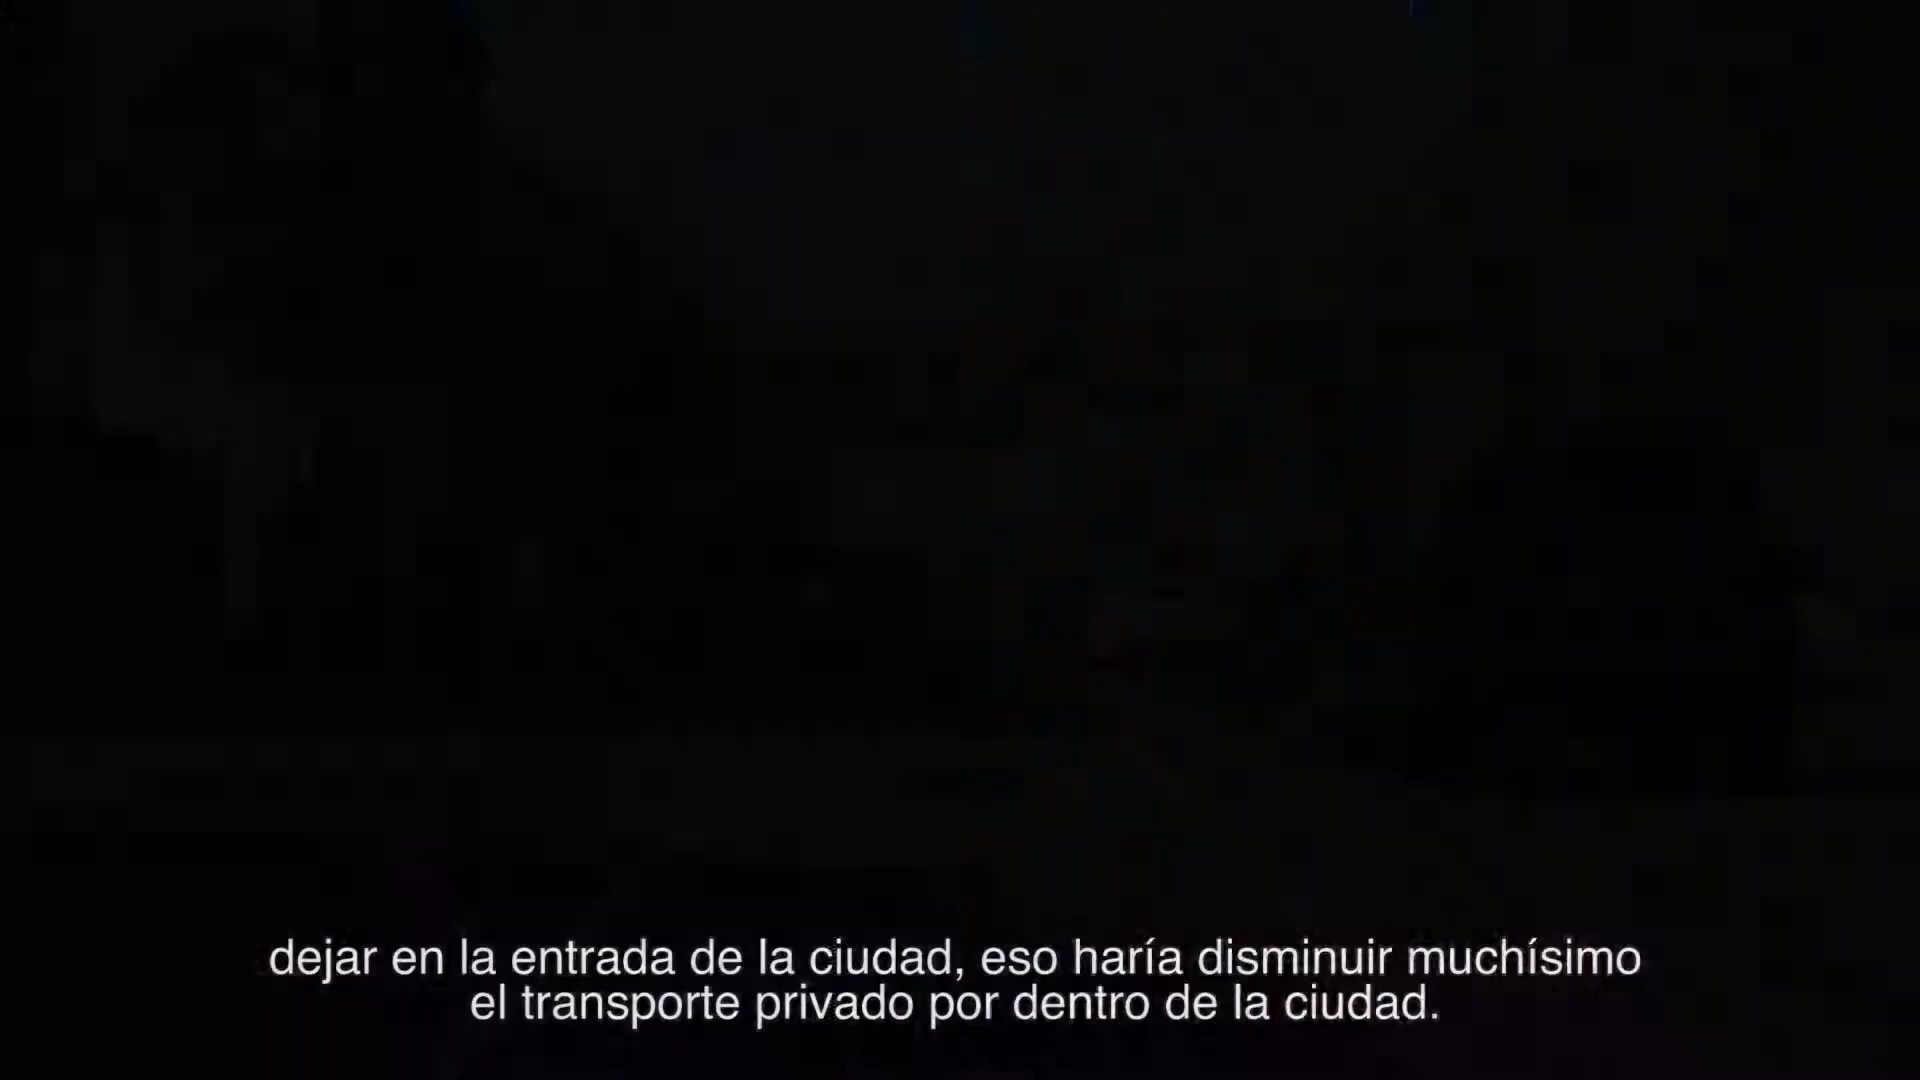 dejar en la entrada de la ciudad, eso haría disminuir muchísimo
el transporte privado por dentro de la ciudad.